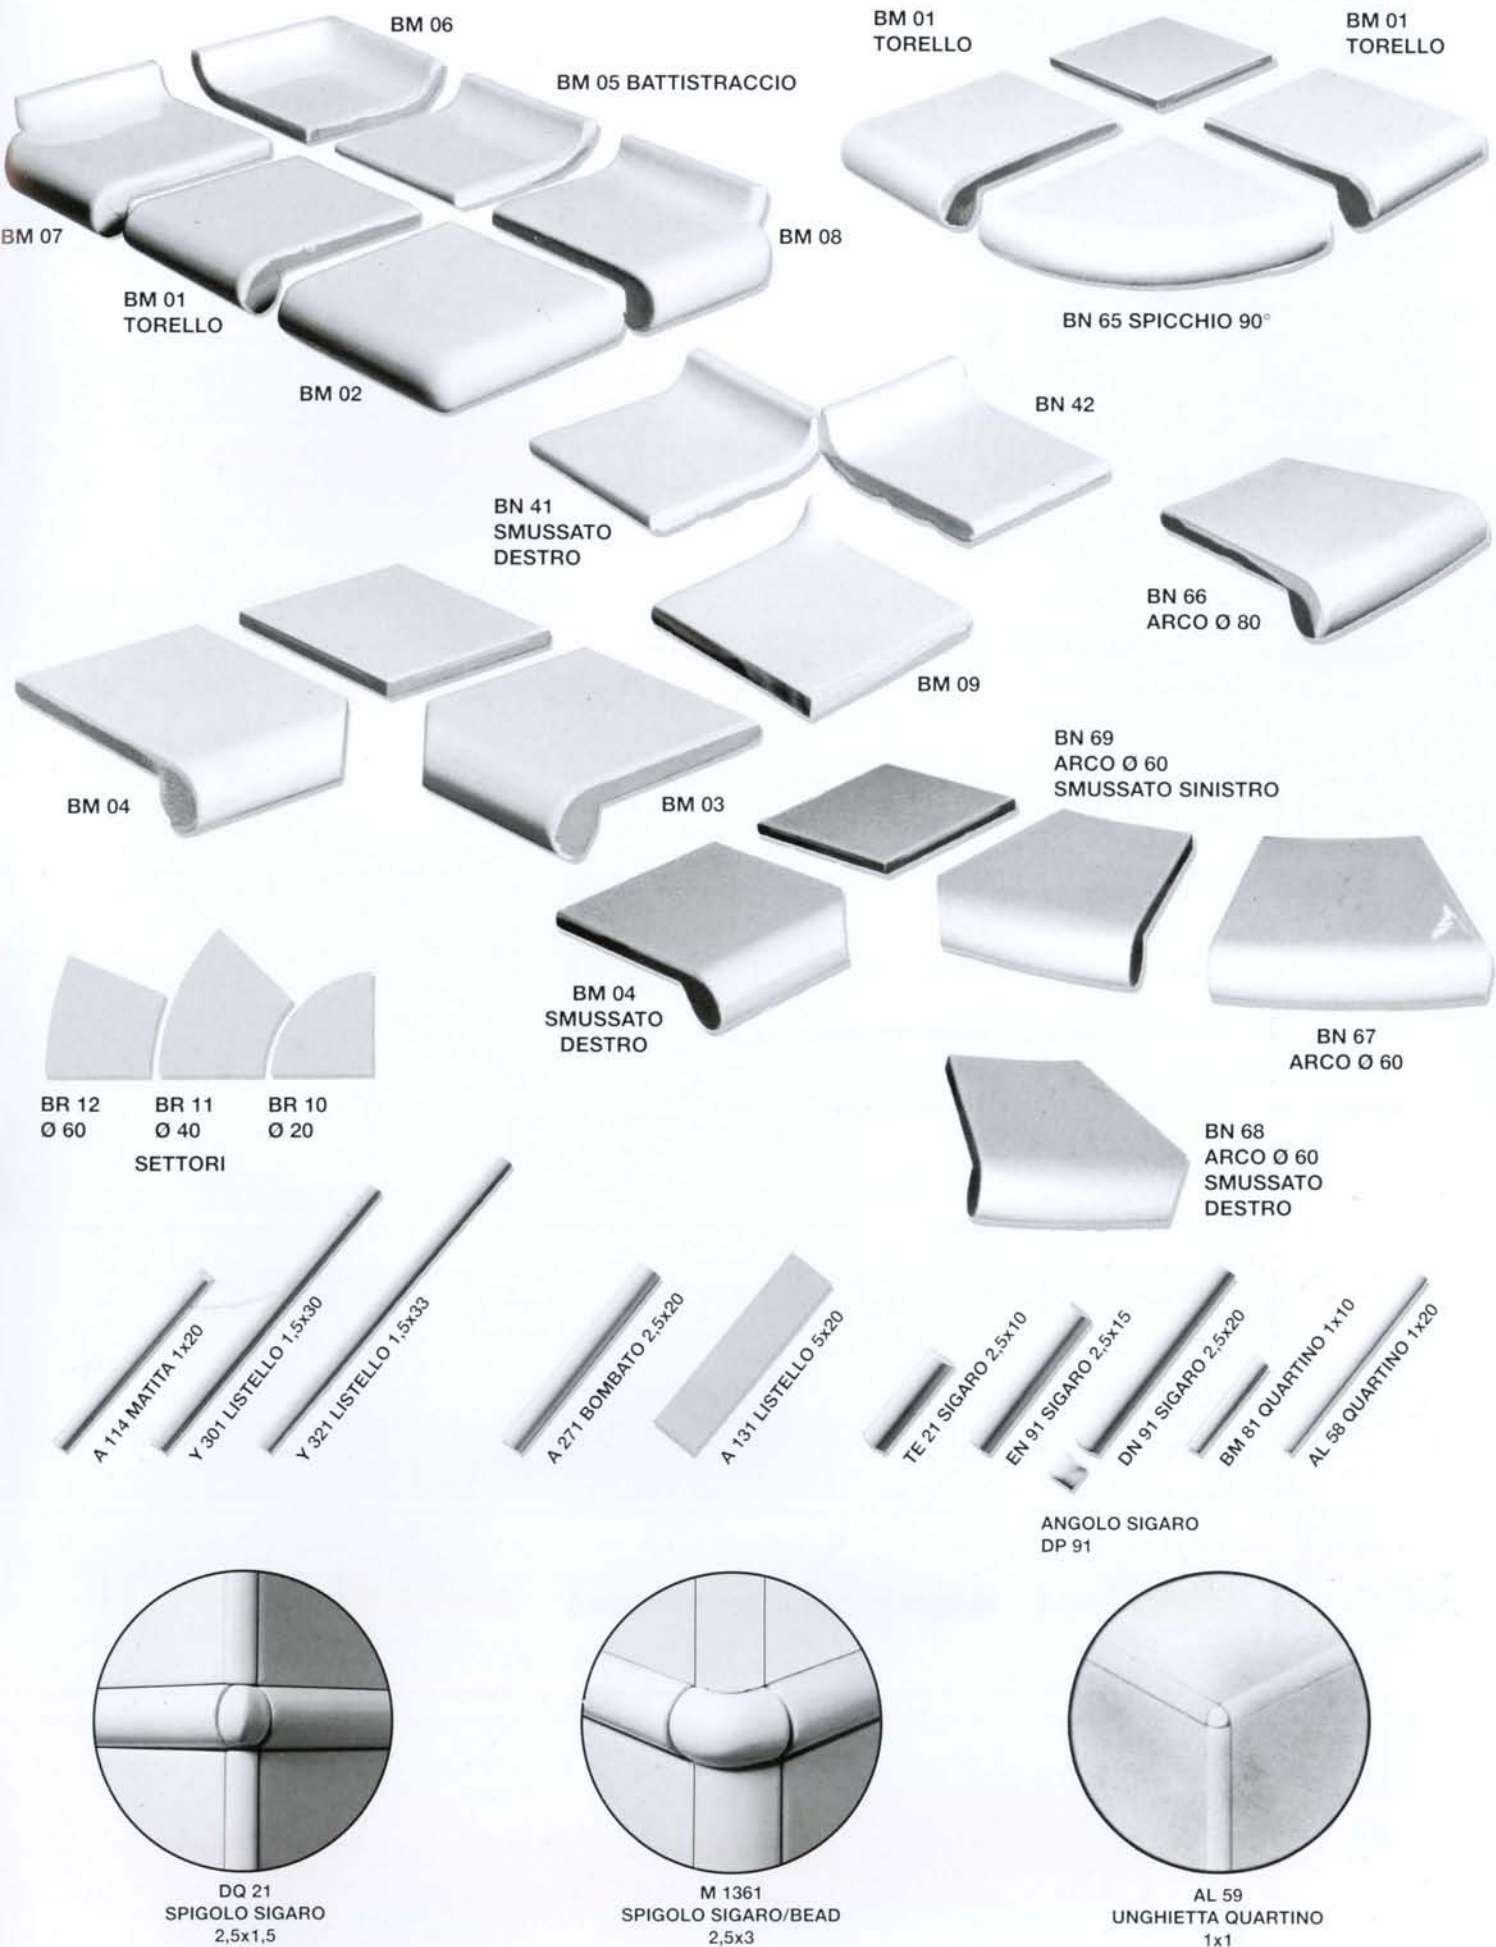 BM 06
BM 05 BATTISTRACCIO
BM 07
BM 01
TORELLO
BM 02
BM 08
BM 01
TORELLO
BM 01
TORELLO
BN 65 SPICCHIO 90°
BN 41
SMUSSATO
DESTRO
BN 42
BN 66
ARCO Ø 80
BM 09
BM 04
BM 03
BN 69
ARCO Ø 60
SMUSSATO SINISTRO
BM 04
SMUSSATO
DESTRO
BN 67
ARCO Ø 60
BN 68
ARCO Ø 60
SMUSSATO
DESTRO
BR 12
Ø 60
BR 11
Ø 40
BR 10
Ø 20
SETTORI
A 114 MATITA 1x20
Y 301 LISTELLO 1,5x30
Y 321 LISTELLO 1,5x33
A 271 BOMBATO 2,5x20
A 131 LISTELLO 5x20
TE 21 SIGARO 2,5x10
EN 91 SIGARO 2,5x15
DN 91 SIGARO 2,5x20
BM 81 QUARTINO 1x10
AL 58 QUARTINO 1x20
ANGOLO SIGARO
DP 91
DQ 21
SPIGOLO SIGARO
2,5x1,5
M 1361
SPIGOLO SIGARO/BEAD
2,5x3
AL 59
UNGHIETTA QUARTINO
1x1